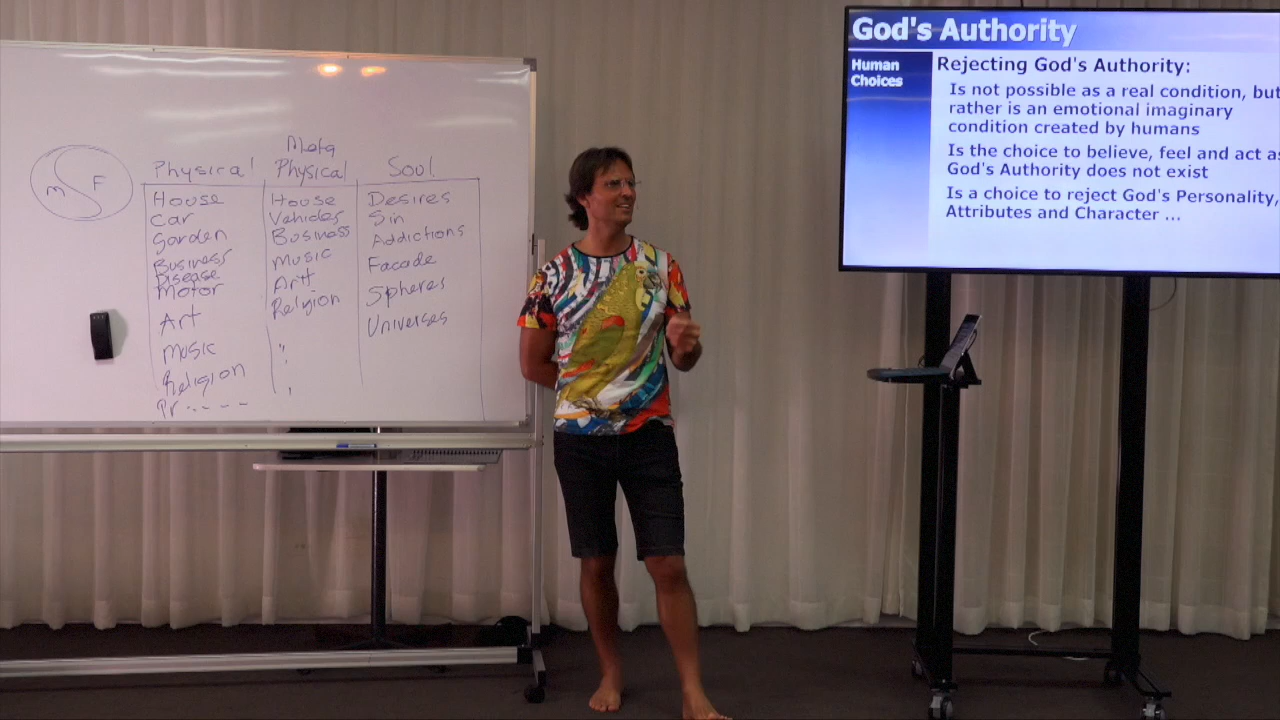 M F
Physical
House
Car
Garden
Business
Disease
Motor
Art
Music
Religion
Pr - - - -
Meta
Physical
House
Vehicles
Business
Music
Art
Religion
"
Soul
Desires
Sin
Addictions
Facade
Spheres
Universes
God's Authority
Human
Choices
Rejecting God's Authority:
Is not possible as a real condition, but
rather is an emotional imaginary
condition created by humans
Is the choice to believe, feel and act as
God's Authority does not exist
Is a choice to reject God's Personality,
Attributes and Character ...